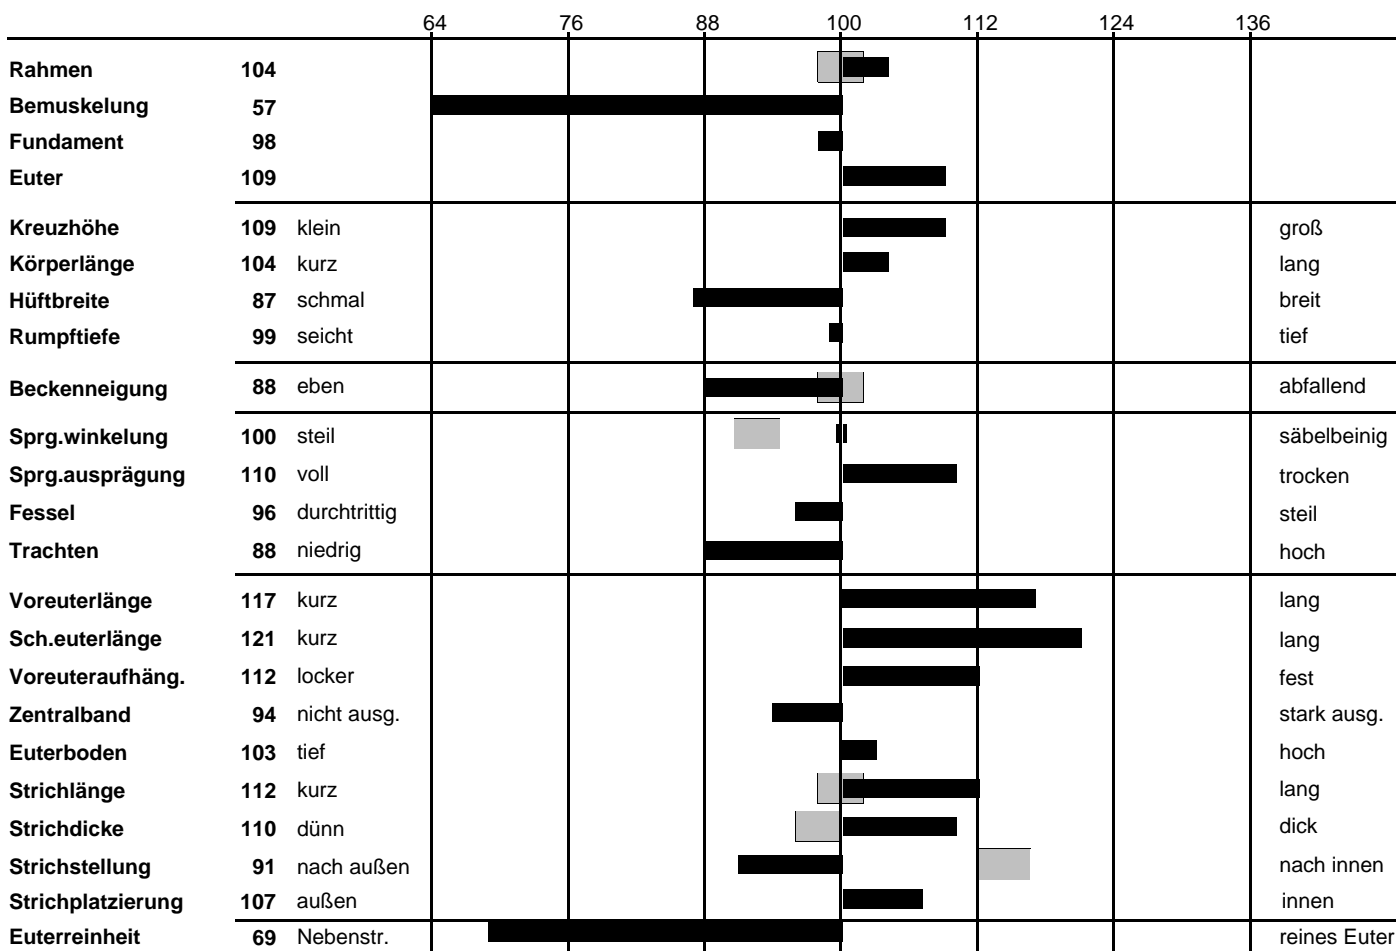 64 76 88 100 112 124 136
Rahmen 104
Bemuskelung 57
Fundament 98
Euter 109
Kreuzhöhe 109 klein groß
Körperlänge 104 kurz lang
Hüftbreite 87 schmal breit
Rumpftiefe 99 seicht tief
Beckenneigung 88 eben abfallend
Sprg.winkelung 100 steil säbelbeinig
Sprg.ausprägung 110 voll trocken
Fessel 96 durchtrittig steil
Trachten 88 niedrig hoch
Voreuterlänge 117 kurz lang
Sch.euterlänge 121 kurz lang
Voreuteraufhäng. 112 locker fest
Zentralband 94 nicht ausg. stark ausg.
Euterboden 103 tief hoch
Strichlänge 112 kurz lang
Strichdicke 110 dünn dick
Strichstellung 91 nach außen nach innen
Strichplatzierung 107 außen innen
Euterreinheit 69 Nebenstr. reines Euter